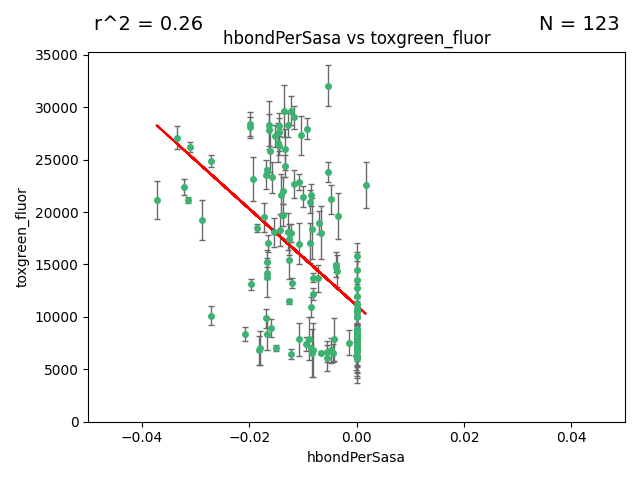 r^2 = 0.26
N = 123
hbondPerSasa vs toxgreen_fluor
35000
30000
25000
20000
15000
10000
5000
0
toxgreen_fluor
−0.04
−0.02
0.00
0.02
0.04
hbondPerSasa